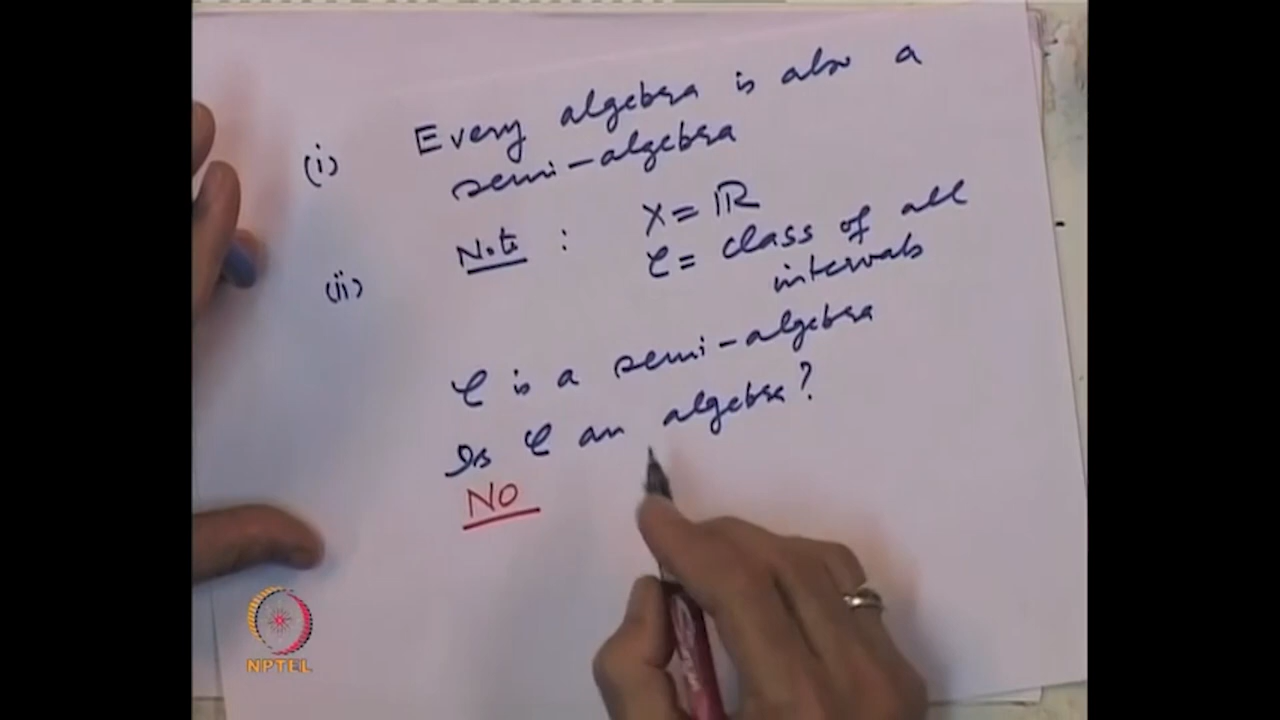 (i) Every algebra is also a
semi-algebra
(ii) Note : X = ℝ
𝒞 = class of all
intervals
𝒞 is a semi-algebra
Is 𝒞 an algebra?
NO
NPTEL